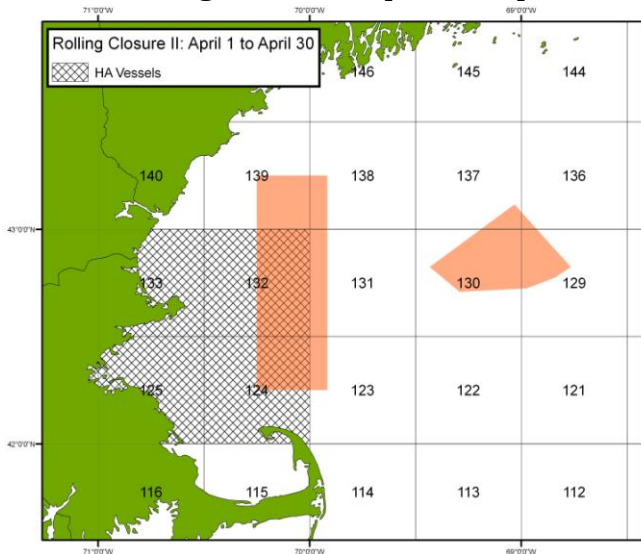 71°0'0"W 70°0'0"W 69°0'0"W
Rolling Closure II: April 1 to April 30
HA Vessels
146 145 144
140 139 138 137 136
43°0'0"N
133 132 131 130 129
125 124 123 122 121
42°0'0"N
116 115 114 113 112
71°0'0"W 70°0'0"W 69°0'0"W